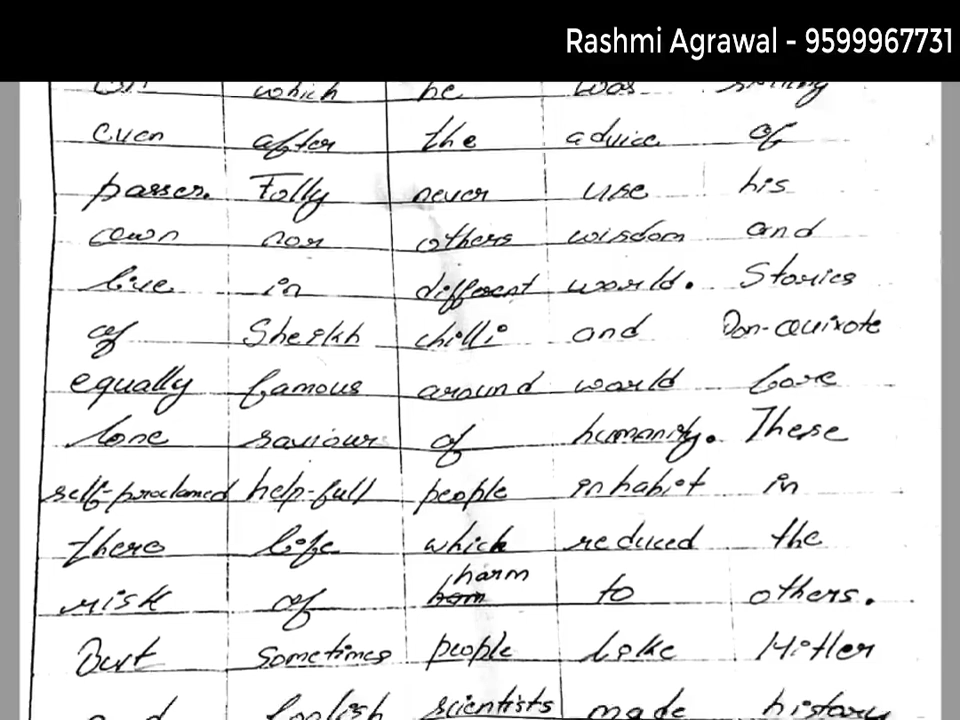 Rashmi Agrawal - 9599967731
which he was sitting
even after the advice of
passer. Folly never use his
own nor others wisdom and
live in different world. Stories
of Sheikh chilli and Don-couixote
equally famous around world
lone saviour of humanity. These
self-proclamed help-full people inhabit in
there life which reduced the
risk of harm to others.
But sometimes people like Hitler
foolish scientists made history